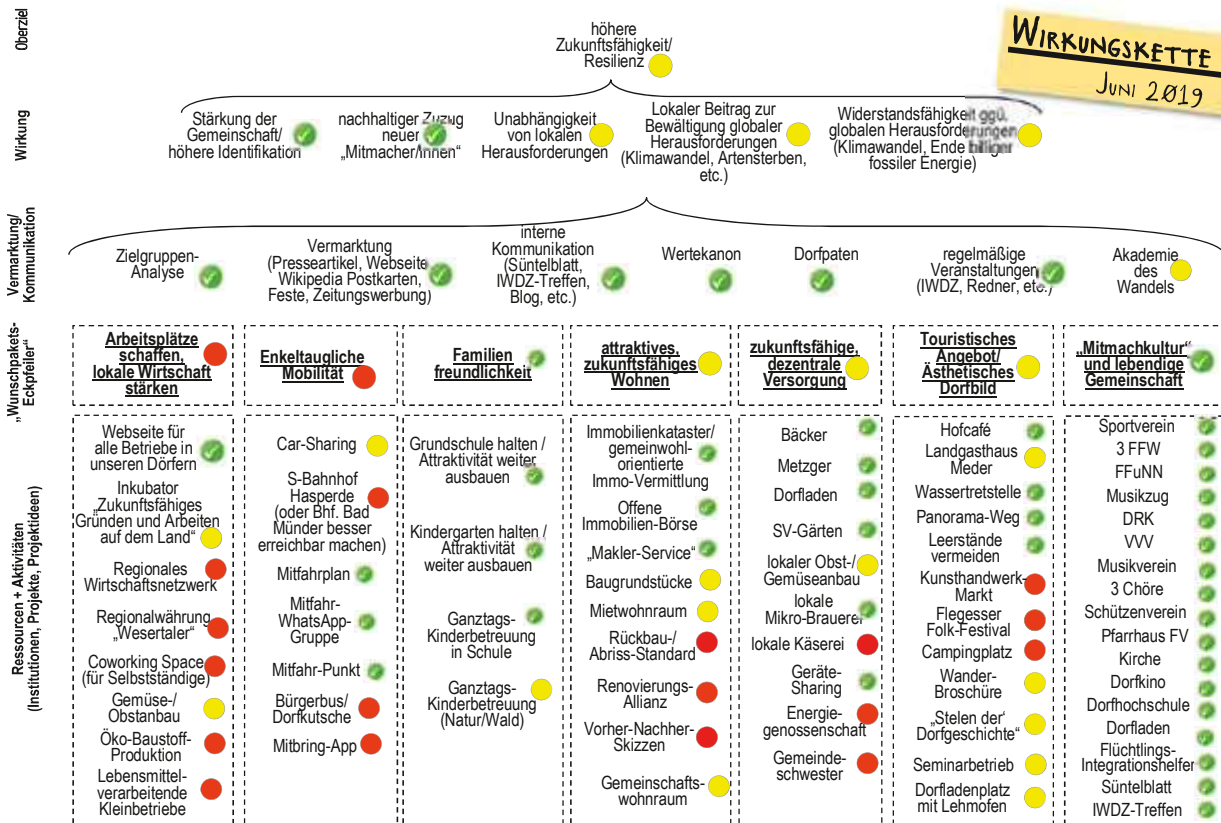 WIRKUNGSKETTE
JUNI 2019
Oberziel
höhere
Zukunftsfähigkeit/
Resilienz
Wirkung
Stärkung der
Gemeinschaft/
höhere Identifikation
nachhaltiger Zuzug
neuer
„Mitmacher/innen"
Unabhängigkeit
von lokalen
Herausforderungen
Lokaler Beitrag zur
Bewältigung globaler
Herausforderungen
(Klimawandel, Artensterben,
etc.)
Widerstandsfähigkeit ggü.
globalen Herausforderungen
(Klimawandel, Ende billiger
fossiler Energie)
Vermarktung/
Kommunikation
Zielgruppen-
Analyse
Vermarktung
(Presseartikel, Webseite
Wikipedia Postkarten,
Feste, Zeitungswerbung)
interne
Kommunikation
(Süntelblatt,
IWDZ-Treffen,
Blog, etc.)
Wertekanon
Dorfpaten
regelmäßige
Veranstaltungen
(IWDZ, Redner, etc.)
Akademie
des
Wandels
„Wunschpakets-
Eckpfeiler"
Arbeitsplätze
schaffen,
lokale Wirtschaft
stärken
Enkeltaugliche
Mobilität
Familien
freundlichkeit
attraktives,
zukunftsfähiges
Wohnen
zukunftsfähige,
dezentrale
Versorgung
Touristisches
Angebot/
Ästhetisches
Dorfbild
„Mitmachkultur"
und lebendige
Gemeinschaft
Ressourcen + Aktivitäten
(Institutionen, Projekte, Projektideen)
Webseite für
alle Betriebe in
unseren Dörfern
Inkubator
„Zukunftsfähiges
Gründen und Arbeiten
auf dem Land"
Regionales
Wirtschaftsnetzwerk
Regionalwährung
„Wesertaler"
Coworking Space
(für Selbstständige)
Gemüse-/
Obstanbau
Öko-Baustoff-
Produktion
Lebensmittel-
verarbeitende
Kleinbetriebe
Car-Sharing
S-Bahnhof
Hasperde
(oder Bhf. Bad
Münder besser
erreichbar machen)
Mitfahrplan
Mitfahr-
WhatsApp-
Gruppe
Mitfahr-Punkt
Bürgerbus/
Dorfkutsche
Mitbring-App
Grundschule halten /
Attraktivität weiter
ausbauen
Kindergarten halten /
Attraktivität
weiter ausbauen
Ganztags-
Kinderbetreuung
in Schule
Ganztags-
Kinderbetreuung
(Natur/Wald)
Immobilienkataster/
gemeinwohl-
orientierte
Immo-Vermittlung
Offene
Immobilien-Börse
„Makler-Service"
Baugrundstücke
Mietwohnraum
Rückbau-/
Abriss-Standard
Renovierungs-
Allianz
Vorher-Nachher-
Skizzen
Gemeinschafts-
wohnraum
Bäcker
Metzger
Dorfladen
SV-Gärten
lokaler Obst-/
Gemüseanbau
lokale
Mikro-Brauerei
lokale Käserei
Geräte-
Sharing
Energie-
genossenschaft
Gemeinde-
schwester
Hofcafé
Landgasthaus
Meder
Wassertretstelle
Panorama-Weg
Leerstände
vermeiden
Kunsthandwerk-
Markt
Flegesser
Folk-Festival
Campingplatz
Wander-
Broschüre
„Stelen der'
Dorfgeschichte"
Seminarbetrieb
Dorfladenplatz
mit Lehmofen
Sportverein
3 FFW
FFuNN
Musikzug
DRK
VVV
Musikverein
3 Chöre
Schützenverein
Pfarrhaus FV
Kirche
Dorfkino
Dorfhochschule
Dorfladen
Flüchtlings-
Integrationshelfer
Süntelblatt
IWDZ-Treffen